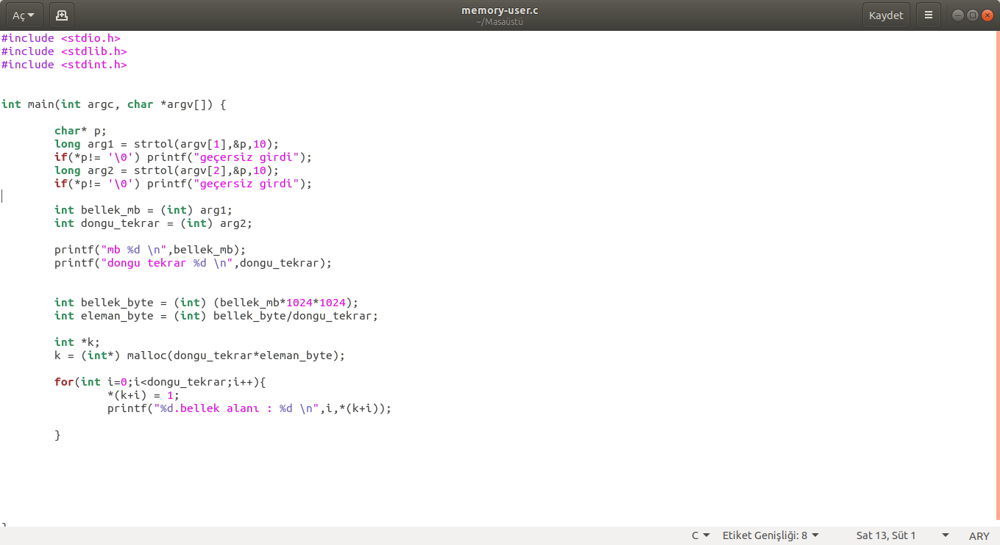 Aç
memory-user.c
~/Masaüstü
Kaydet
#include <stdio.h>
#include <stdlib.h>
#include <stdint.h>
int main(int argc, char *argv[]) {
char* p;
long arg1 = strtol(argv[1],&p,10);
if(*p!= '\0') printf("geçersiz girdi");
long arg2 = strtol(argv[2],&p,10);
if(*p!= '\0') printf("geçersiz girdi");
int bellek_mb = (int) arg1;
int dongu_tekrar = (int) arg2;
printf("mb %d \n",bellek_mb);
printf("dongu tekrar %d \n",dongu_tekrar);
int bellek_byte = (int) (bellek_mb*1024*1024);
int eleman_byte = (int) bellek_byte/dongu_tekrar;
int *k;
k = (int*) malloc(dongu_tekrar*eleman_byte);
for(int i=0;i<dongu_tekrar;i++){
*(k+i) = 1;
printf("%d.bellek alanı : %d \n",i,*(k+i));
}
}
C Etiket Genişliği: 8 Sat 13, Süt 1 ARY